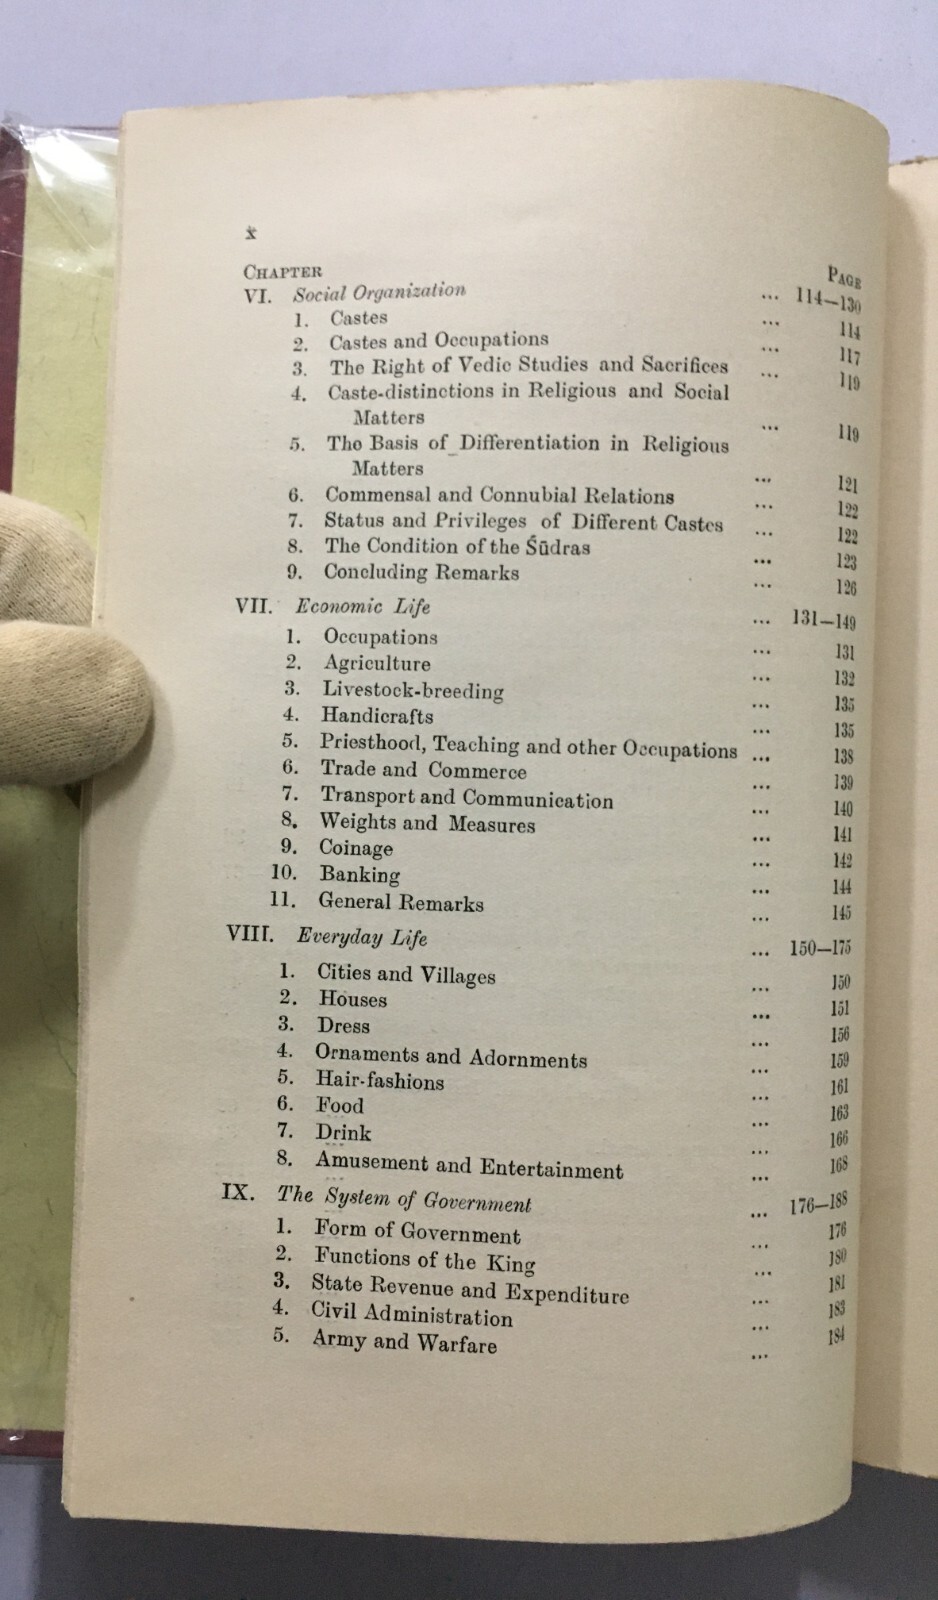 x
CHAPTER PAGE
VI. Social Organization ... 114—130
1. Castes ... 114
2. Castes and Occupations ... 117
3. The Right of Vedic Studies and Sacrifices ... 119
4. Caste-distinctions in Religious and Social
Matters ... 119
5. The Basis of Differentiation in Religious
Matters ... 121
6. Commensal and Connubial Relations ... 122
7. Status and Privileges of Different Castes ... 122
8. The Condition of the Śūdras ... 123
9. Concluding Remarks ... 126
VII. Economic Life ... 131—149
1. Occupations ... 131
2. Agriculture ... 132
3. Livestock-breeding ... 135
4. Handicrafts ... 135
5. Priesthood, Teaching and other Occupations ... 138
6. Trade and Commerce ... 139
7. Transport and Communication ... 140
8. Weights and Measures ... 141
9. Coinage ... 142
10. Banking ... 144
11. General Remarks ... 145
VIII. Everyday Life ... 150—175
1. Cities and Villages ... 150
2. Houses ... 151
3. Dress ... 156
4. Ornaments and Adornments ... 159
5. Hair-fashions ... 161
6. Food ... 163
7. Drink ... 166
8. Amusement and Entertainment ... 168
IX. The System of Government ... 176—188
1. Form of Government ... 176
2. Functions of the King ... 180
3. State Revenue and Expenditure ... 181
4. Civil Administration ... 183
5. Army and Warfare ... 184